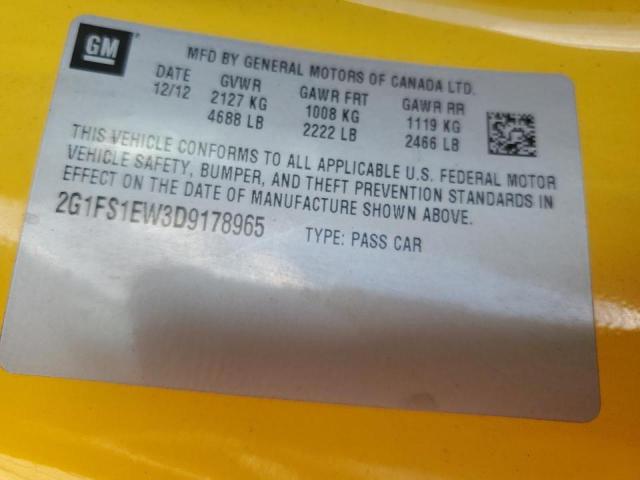 GM
MFD BY GENERAL MOTORS OF CANADA LTD.
DATE GVWR GAWR FRT GAWR RR
12/12 2127 KG 1008 KG 1119 KG
4688 LB 2222 LB 2466 LB
THIS VEHICLE CONFORMS TO ALL APPLICABLE U.S. FEDERAL MOTOR
VEHICLE SAFETY, BUMPER, AND THEFT PREVENTION STANDARDS IN
EFFECT ON THE DATE OF MANUFACTURE SHOWN ABOVE.
2G1FS1EW3D9178965 TYPE: PASS CAR